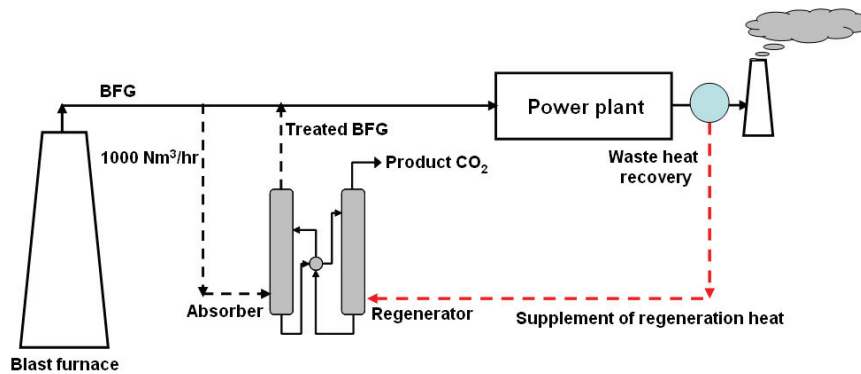 BFG
Power plant
Treated BFG
1000 Nm³/hr
Product CO₂
Waste heat
recovery
Absorber
Regenerator
Supplement of regeneration heat
Blast furnace